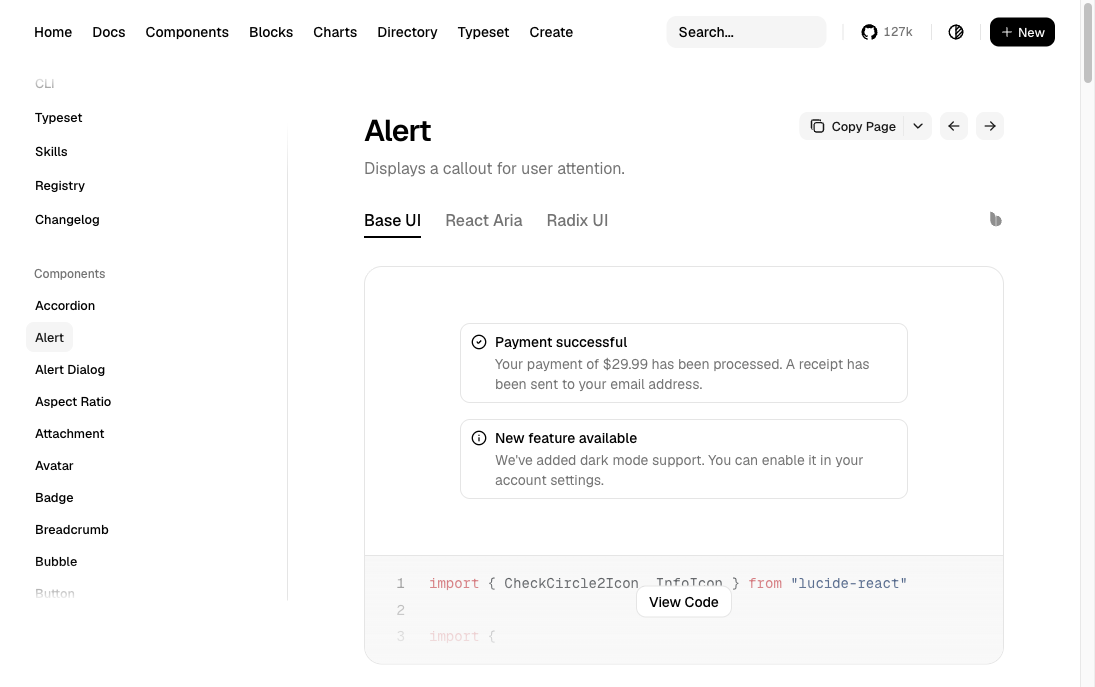 Home Docs Components Blocks Charts Directory Typeset Create Search... 127k New
CLI
Typeset
Skills
Registry
Changelog
Components
Accordion
Alert
Alert Dialog
Aspect Ratio
Attachment
Avatar
Badge
Breadcrumb
Bubble
Button
Alert
Copy Page
Displays a callout for user attention.
Base UI React Aria Radix UI
Payment successful
Your payment of $29.99 has been processed. A receipt has
been sent to your email address.
New feature available
We've added dark mode support. You can enable it in your
account settings.
1 import { CheckCircle2Icon, InfoIcon } from "lucide-react"
View Code
2
3 import {